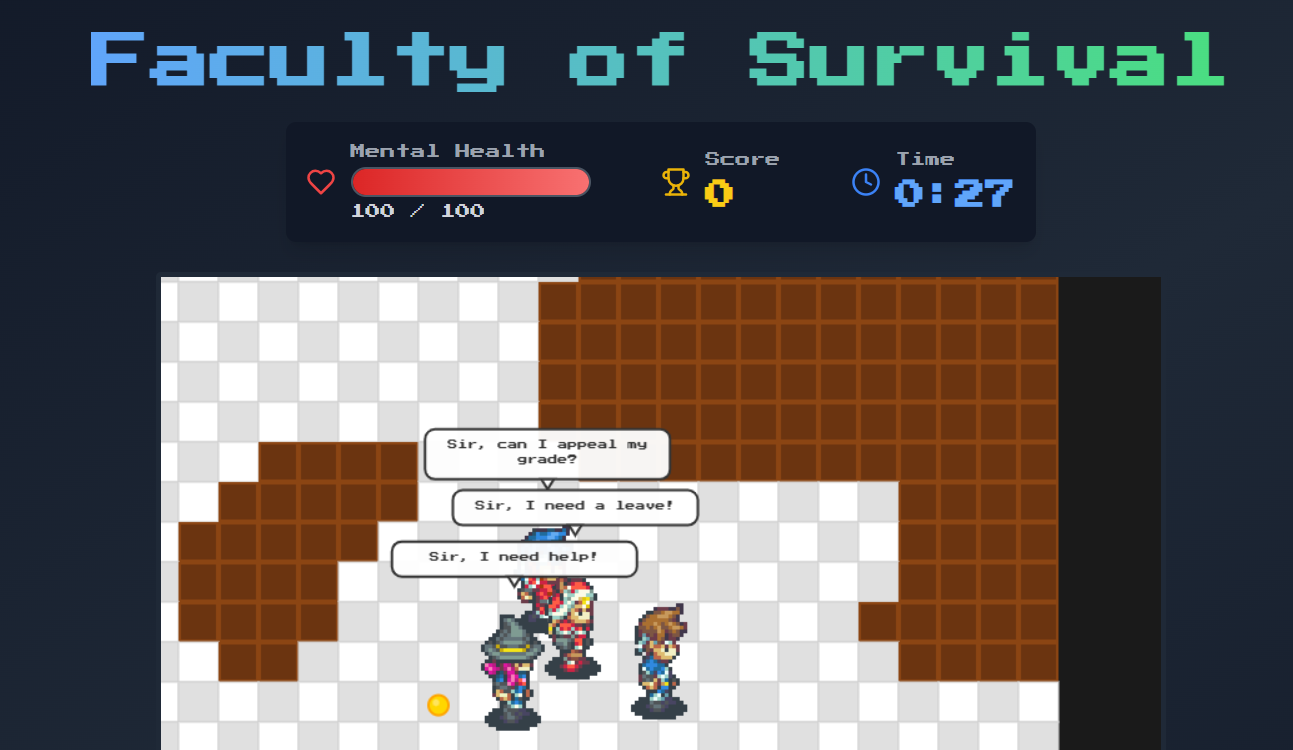 Faculty of Survival
Mental Health
100 / 100
Score
0
Time
0:27
Sir, can I appeal my
grade?
Sir, I need a leave!
Sir, I need help!